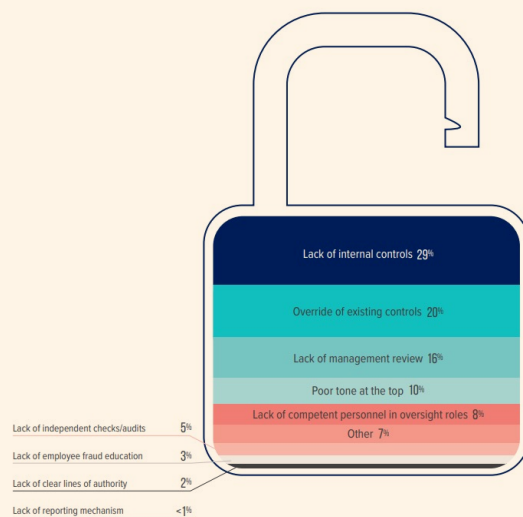 Lack of internal controls 29%
Override of existing controls 20%
Lack of management review 16%
Poor tone at the top 10%
Lack of competent personnel in oversight roles 8%
Other 7%
Lack of independent checks/audits 5%
Lack of employee fraud education 3%
Lack of clear lines of authority 2%
Lack of reporting mechanism <1%